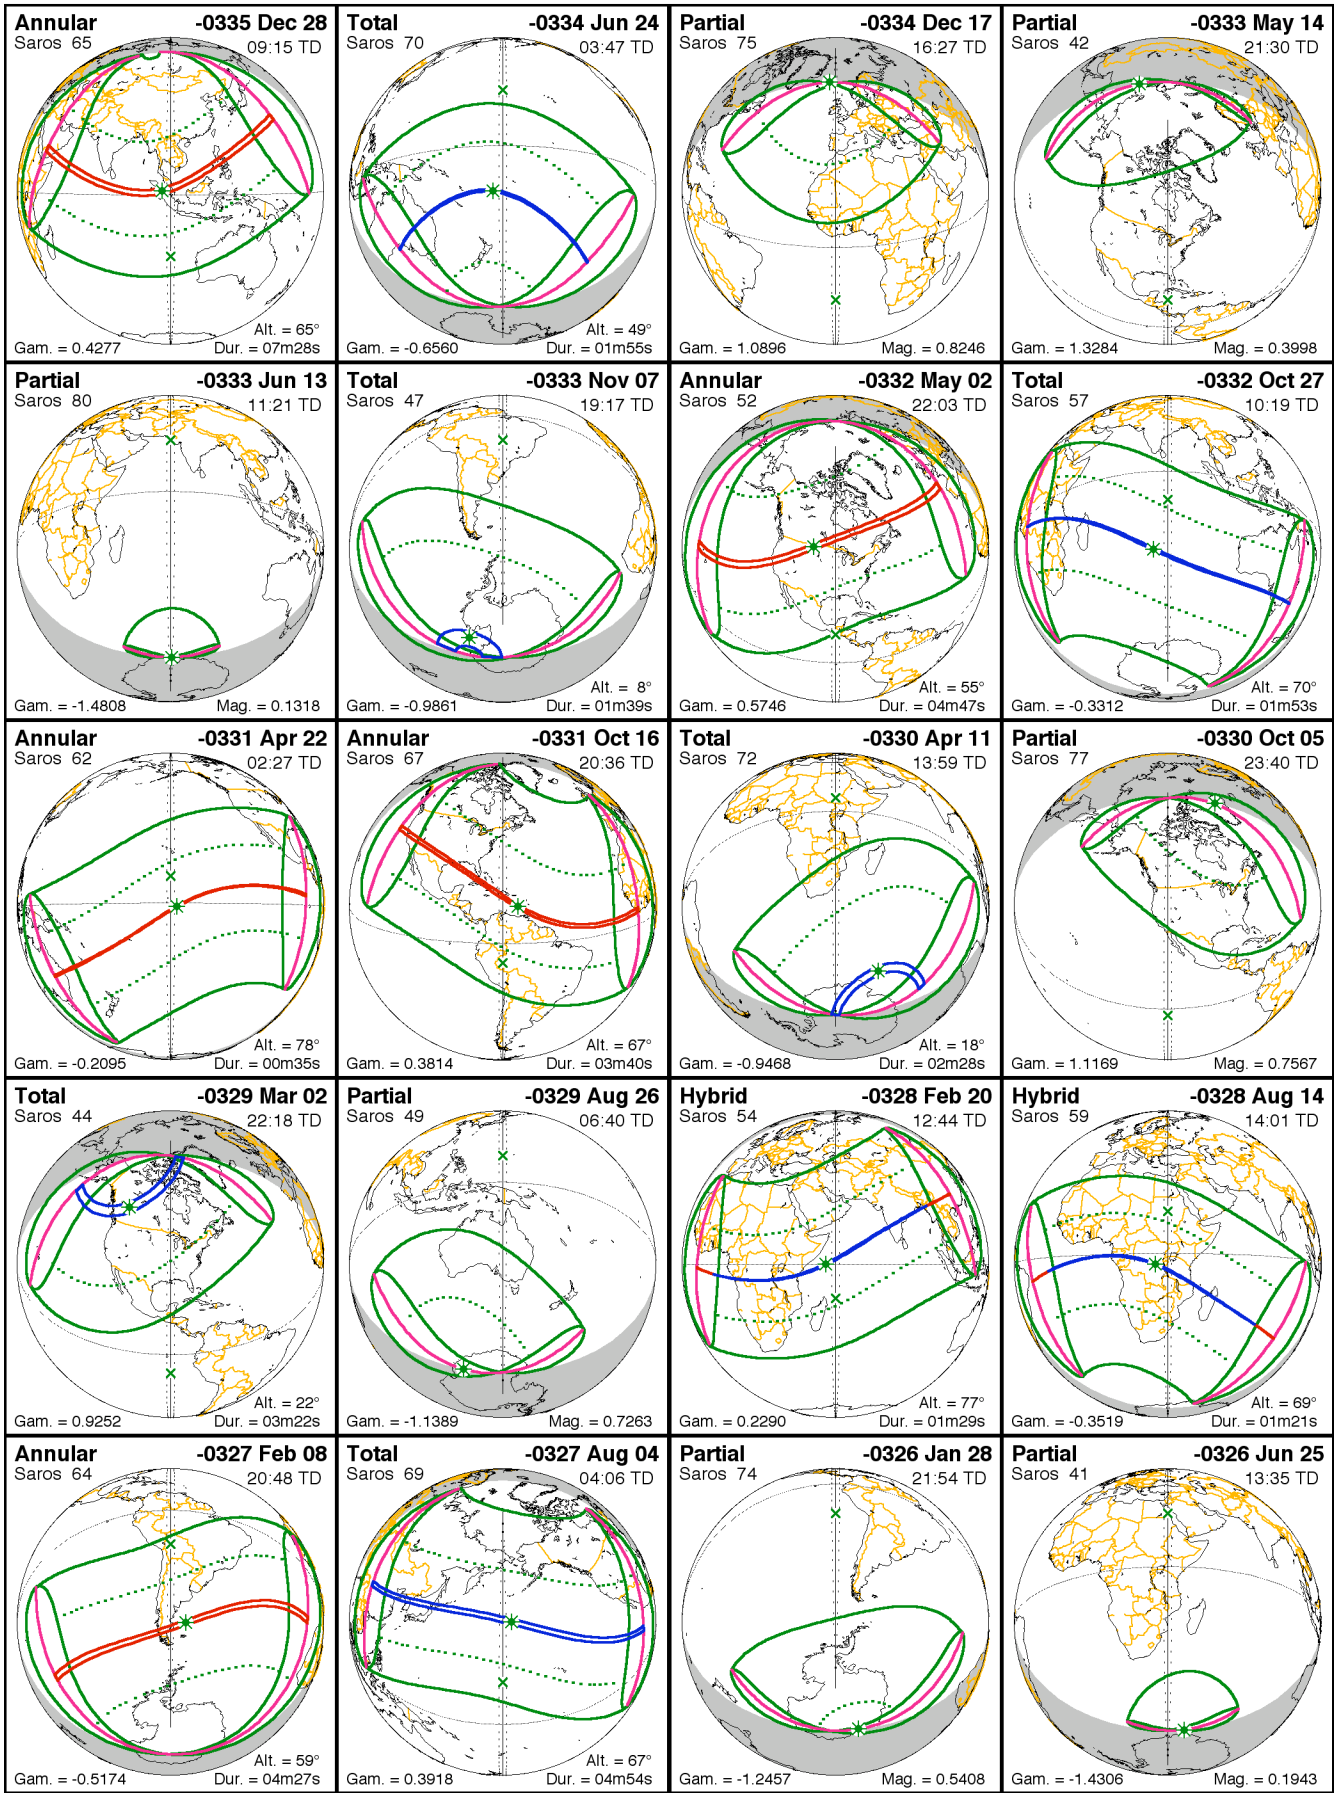 Annular -0335 Dec 28
Saros 65 09:15 TD
Alt. = 65°
Gam. = 0.4277 Dur. = 07m28s
Total -0334 Jun 24
Saros 70 03:47 TD
Alt. = 49°
Gam. = -0.6560 Dur. = 01m55s
Partial -0334 Dec 17
Saros 75 16:27 TD
Gam. = 1.0896 Mag. = 0.8246
Partial -0333 May 14
Saros 42 21:30 TD
Gam. = 1.3284 Mag. = 0.3998
Partial -0333 Jun 13
Saros 80 11:21 TD
Gam. = -1.4808 Mag. = 0.1318
Total -0333 Nov 07
Saros 47 19:17 TD
Alt. = 8°
Gam. = -0.9861 Dur. = 01m39s
Annular -0332 May 02
Saros 52 22:03 TD
Alt. = 55°
Gam. = 0.5746 Dur. = 04m47s
Total -0332 Oct 27
Saros 57 10:19 TD
Alt. = 70°
Gam. = -0.3312 Dur. = 01m53s
Annular -0331 Apr 22
Saros 62 02:27 TD
Alt. = 78°
Gam. = -0.2095 Dur. = 00m35s
Annular -0331 Oct 16
Saros 67 20:36 TD
Alt. = 67°
Gam. = 0.3814 Dur. = 03m40s
Total -0330 Apr 11
Saros 72 13:59 TD
Alt. = 18°
Gam. = -0.9468 Dur. = 02m28s
Partial -0330 Oct 05
Saros 77 23:40 TD
Gam. = 1.1169 Mag. = 0.7567
Total -0329 Mar 02
Saros 44 22:18 TD
Alt. = 22°
Gam. = 0.9252 Dur. = 03m22s
Partial -0329 Aug 26
Saros 49 06:40 TD
Gam. = -1.1389 Mag. = 0.7263
Hybrid -0328 Feb 20
Saros 54 12:44 TD
Alt. = 77°
Gam. = 0.2290 Dur. = 01m29s
Hybrid -0328 Aug 14
Saros 59 14:01 TD
Alt. = 69°
Gam. = -0.3519 Dur. = 01m21s
Annular -0327 Feb 08
Saros 64 20:48 TD
Alt. = 59°
Gam. = -0.5174 Dur. = 04m27s
Total -0327 Aug 04
Saros 69 04:06 TD
Alt. = 67°
Gam. = 0.3918 Dur. = 04m54s
Partial -0326 Jan 28
Saros 74 21:54 TD
Gam. = -1.2457 Mag. = 0.5408
Partial -0326 Jun 25
Saros 41 13:35 TD
Gam. = -1.4306 Mag. = 0.1943